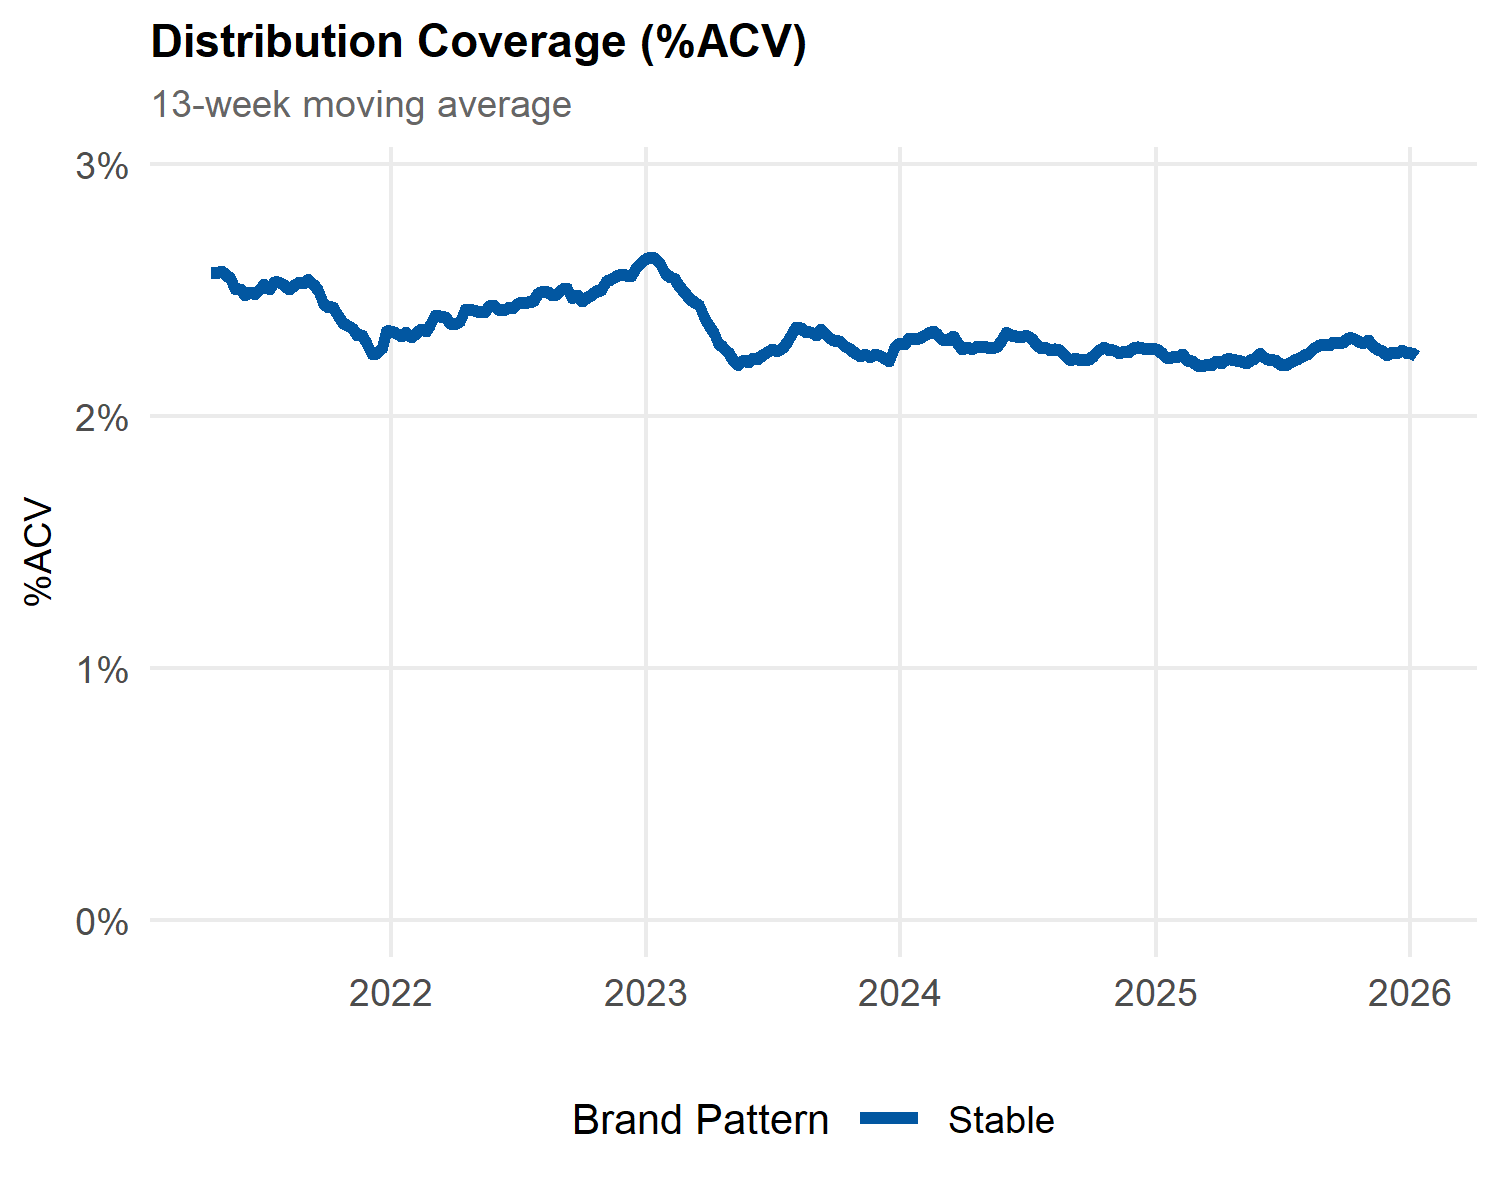 Distribution Coverage (%ACV)
13-week moving average
3%
2%
1%
0%
%ACV
2022 2023 2024 2025 2026
Brand Pattern Stable